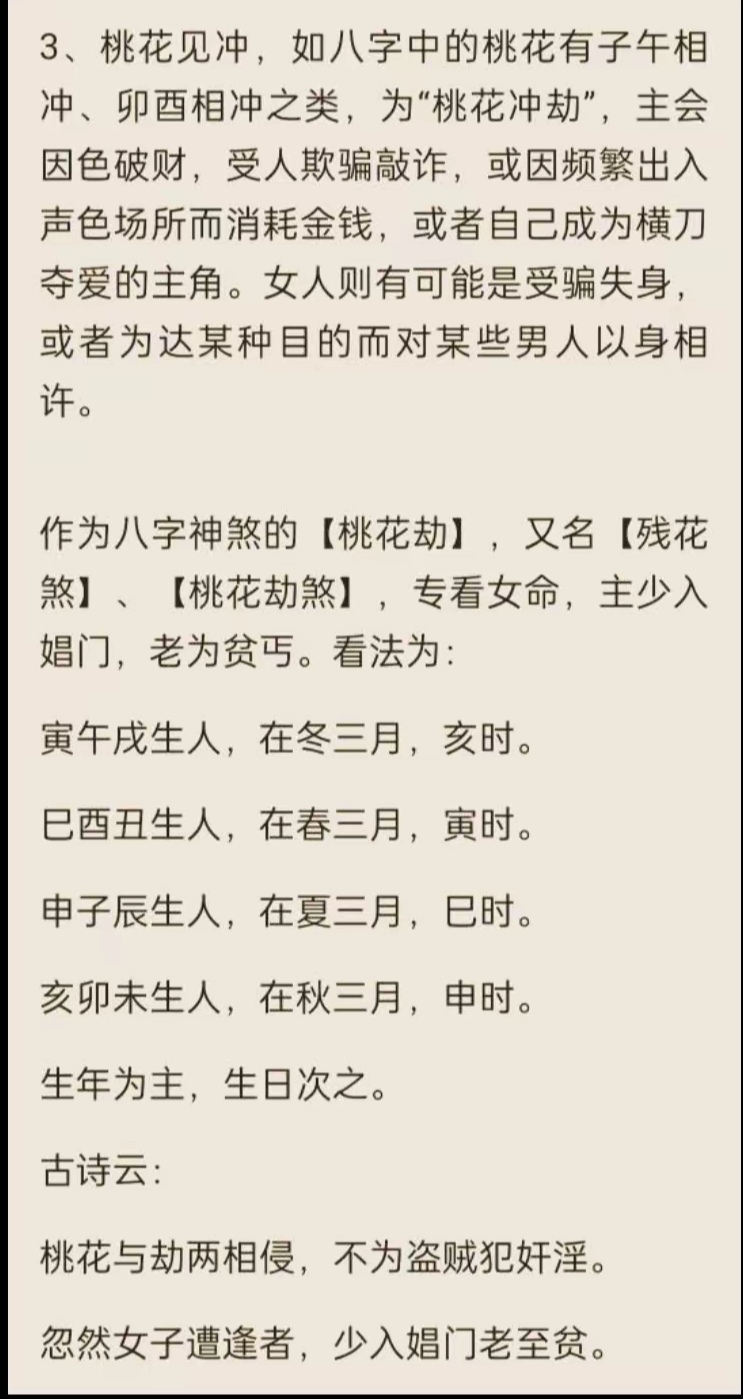 3、桃花见冲，如八字中的桃花有子午相
冲、卯酉相冲之类，为“桃花冲劫”，主会
因色破财，受人欺骗敲诈，或因频繁出入
声色场所而消耗金钱，或者自己成为横刀
夺爱的主角。女人则有可能是受骗失身，
或者为达某种目的而对某些男人以身相
许。
作为八字神煞的【桃花劫】，又名【残花
煞】、【桃花劫煞】，专看女命，主少入
娼门，老为贫丐。看法为：
寅午戌生人，在冬三月，亥时。
巳酉丑生人，在春三月，寅时。
申子辰生人，在夏三月，巳时。
亥卯未生人，在秋三月，申时。
生年为主，生日次之。
古诗云：
桃花与劫两相侵，不为盗贼犯奸淫。
忽然女子遭逢者，少入娼门老至贫。